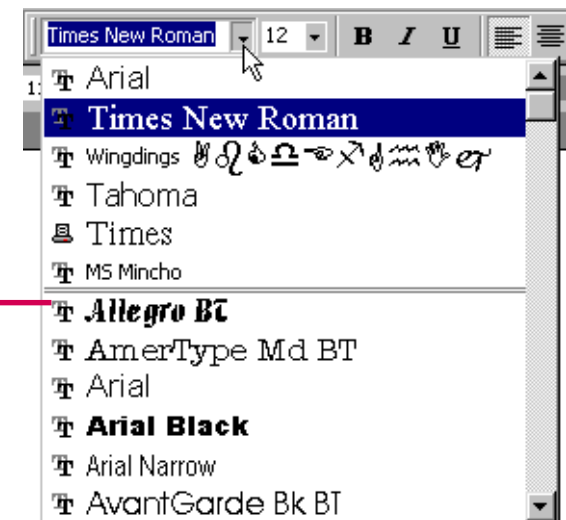 Times New Roman 12 B I U
Arial
Times New Roman
Wingdings
Tahoma
Times
MS Mincho
Allegro BT
AmerType Md BT
Arial
Arial Black
Arial Narrow
AvantGarde Bk BT